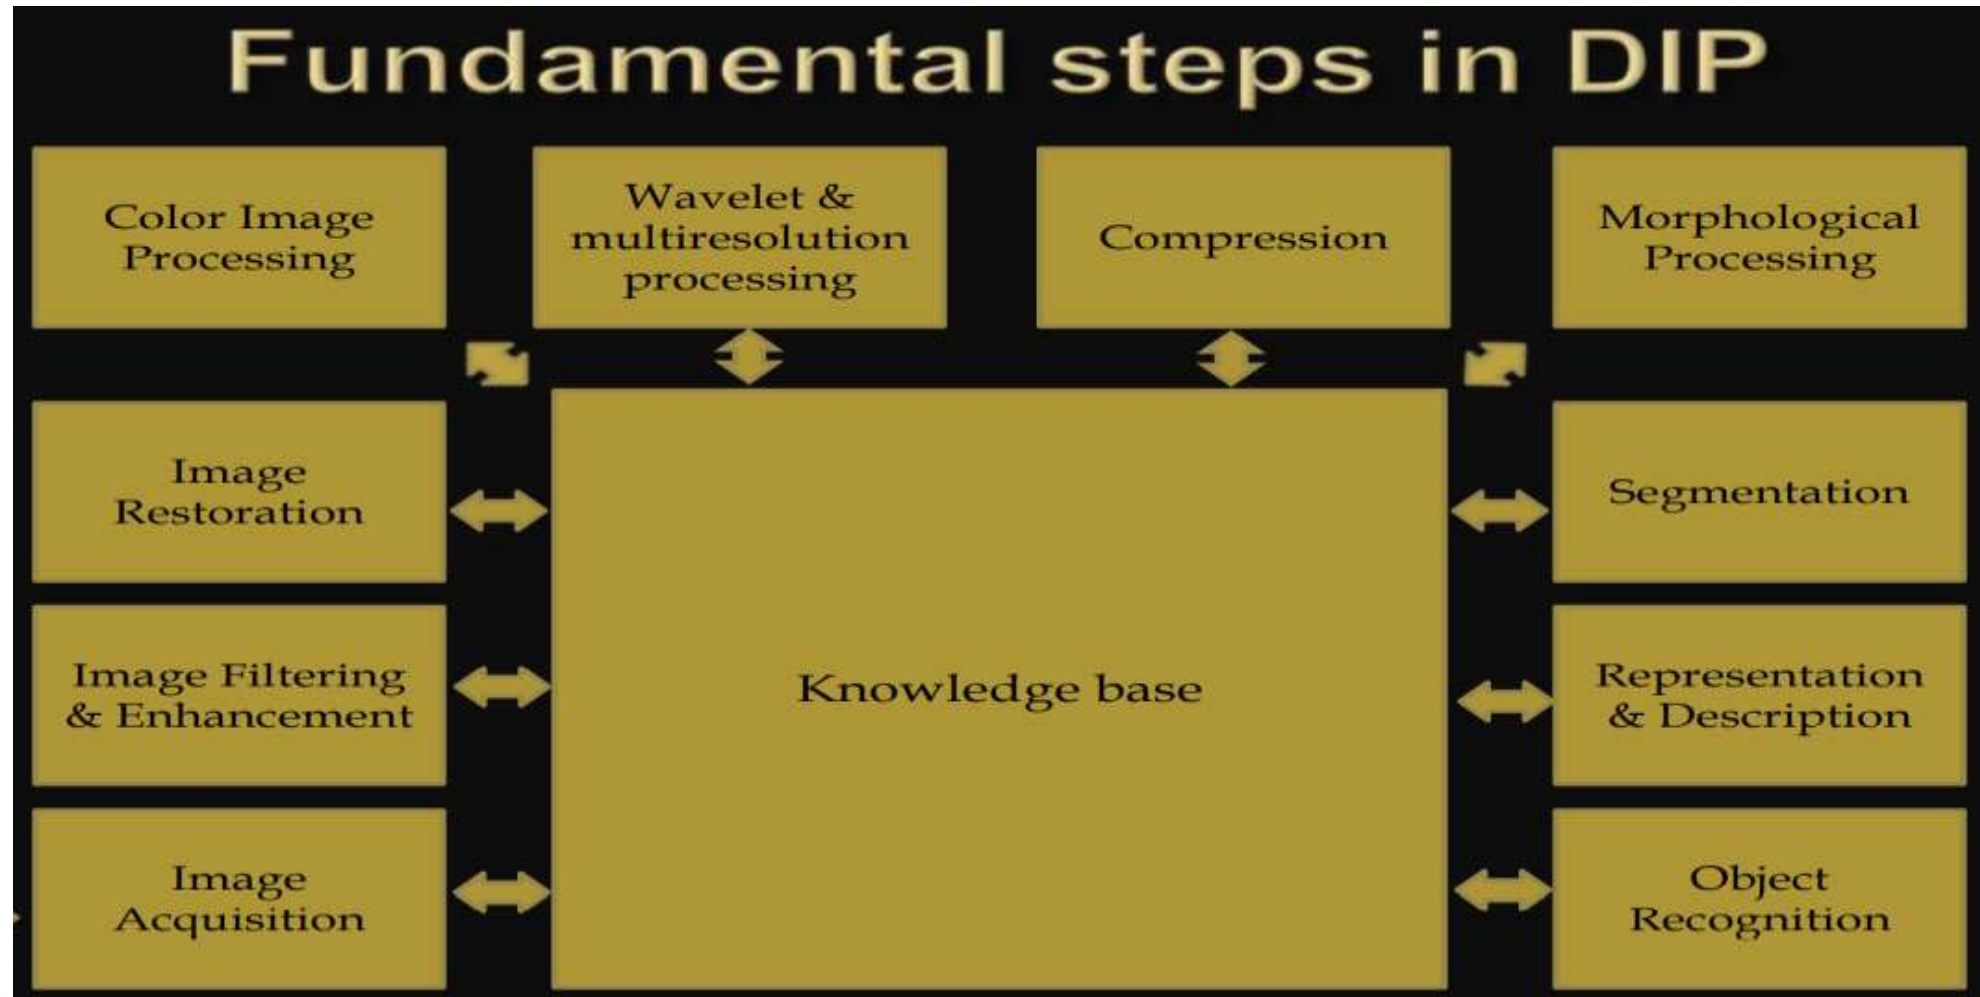 Fundamental steps in DIP
Color Image
Processing
Wavelet &
multiresolution
processing
Compression
Morphological
Processing
Image
Restoration
Segmentation
Image Filtering
& Enhancement
Knowledge base
Representation
& Description
Image
Acquisition
Object
Recognition